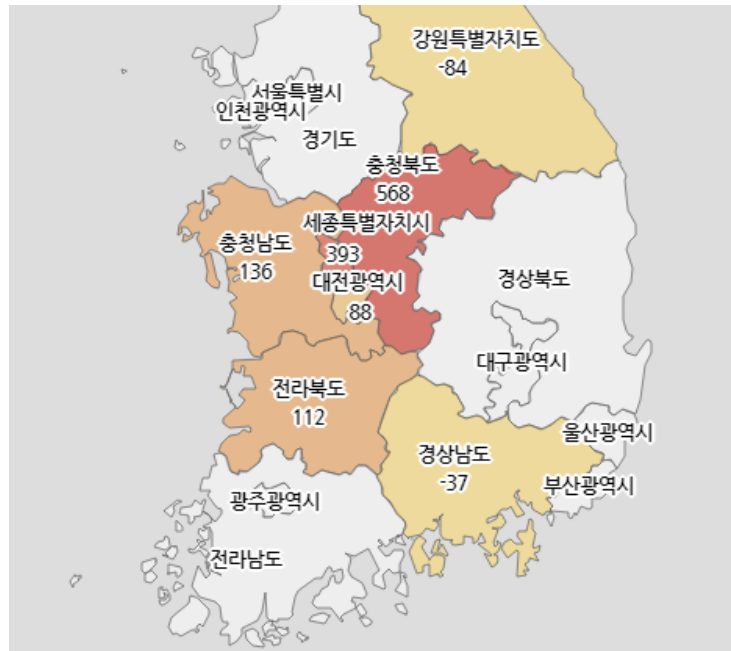 강원특별자치도
-84
서울특별시
인천광역시
경기도
충청북도
568
세종특별자치시
393
충청남도
136
대전광역시
88
경상북도
대구광역시
전라북도
112
경상남도
-37
울산광역시
부산광역시
광주광역시
전라남도